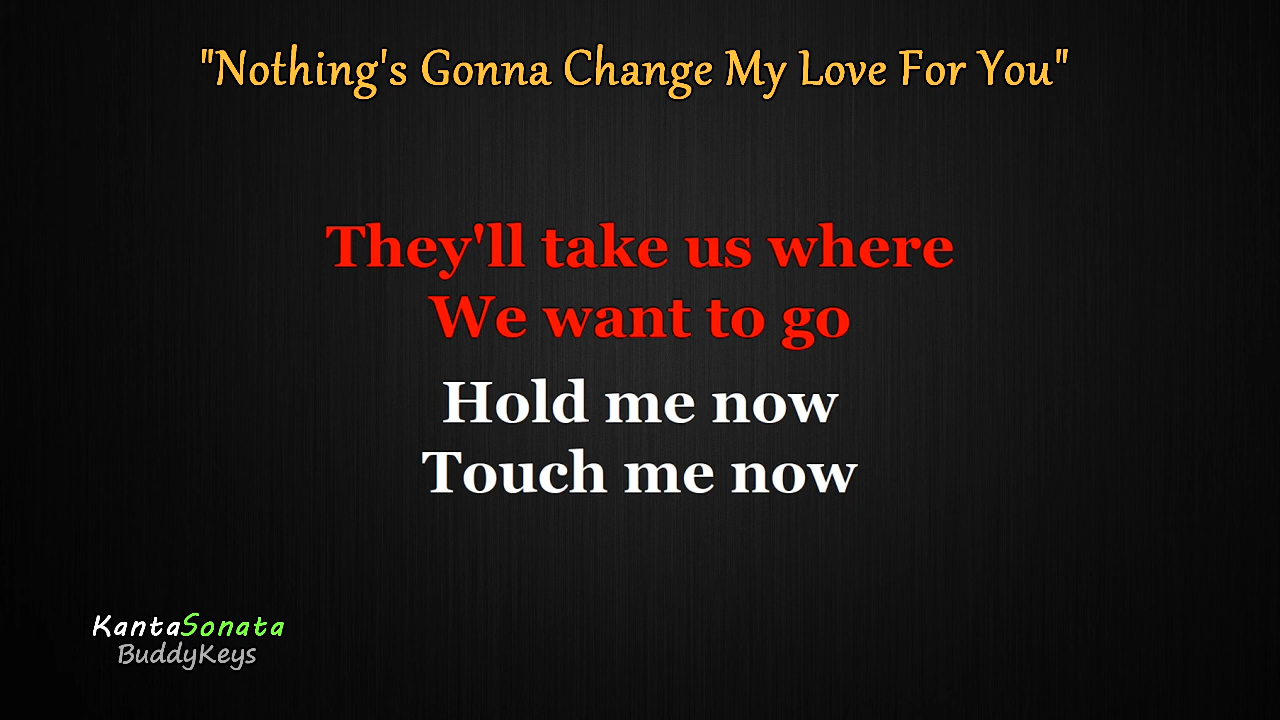 "Nothing's Gonna Change My Love For You"
They'll take us where
We want to go
Hold me now
Touch me now
KantaSonata
BuddyKeys